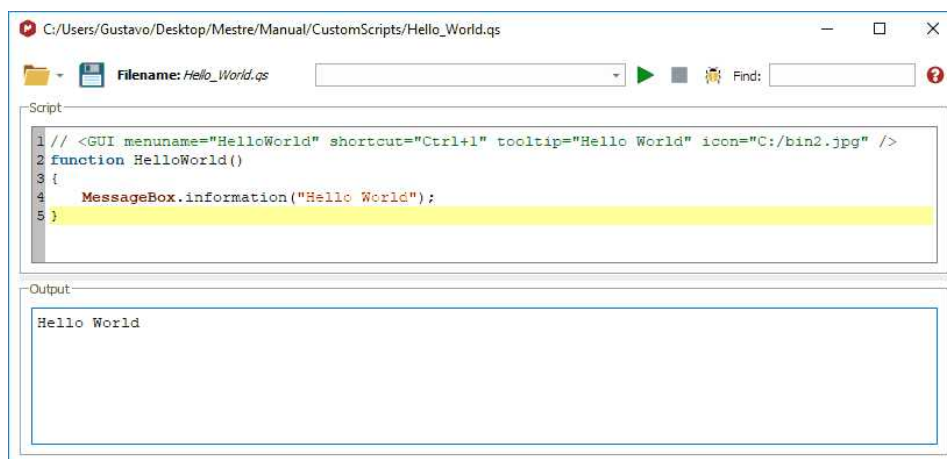 C:/Users/Gustavo/Desktop/Mestre/Manual/CustomScripts/Hello_World.qs
Filename: Hello_World.qs Find:
Script
1 // <GUI menuname="HelloWorld" shortcut="Ctrl+1" tooltip="Hello World" icon="C:/bin2.jpg" />
2 function HelloWorld()
3 {
4 MessageBox.information("Hello World");
5 }
Output
Hello World